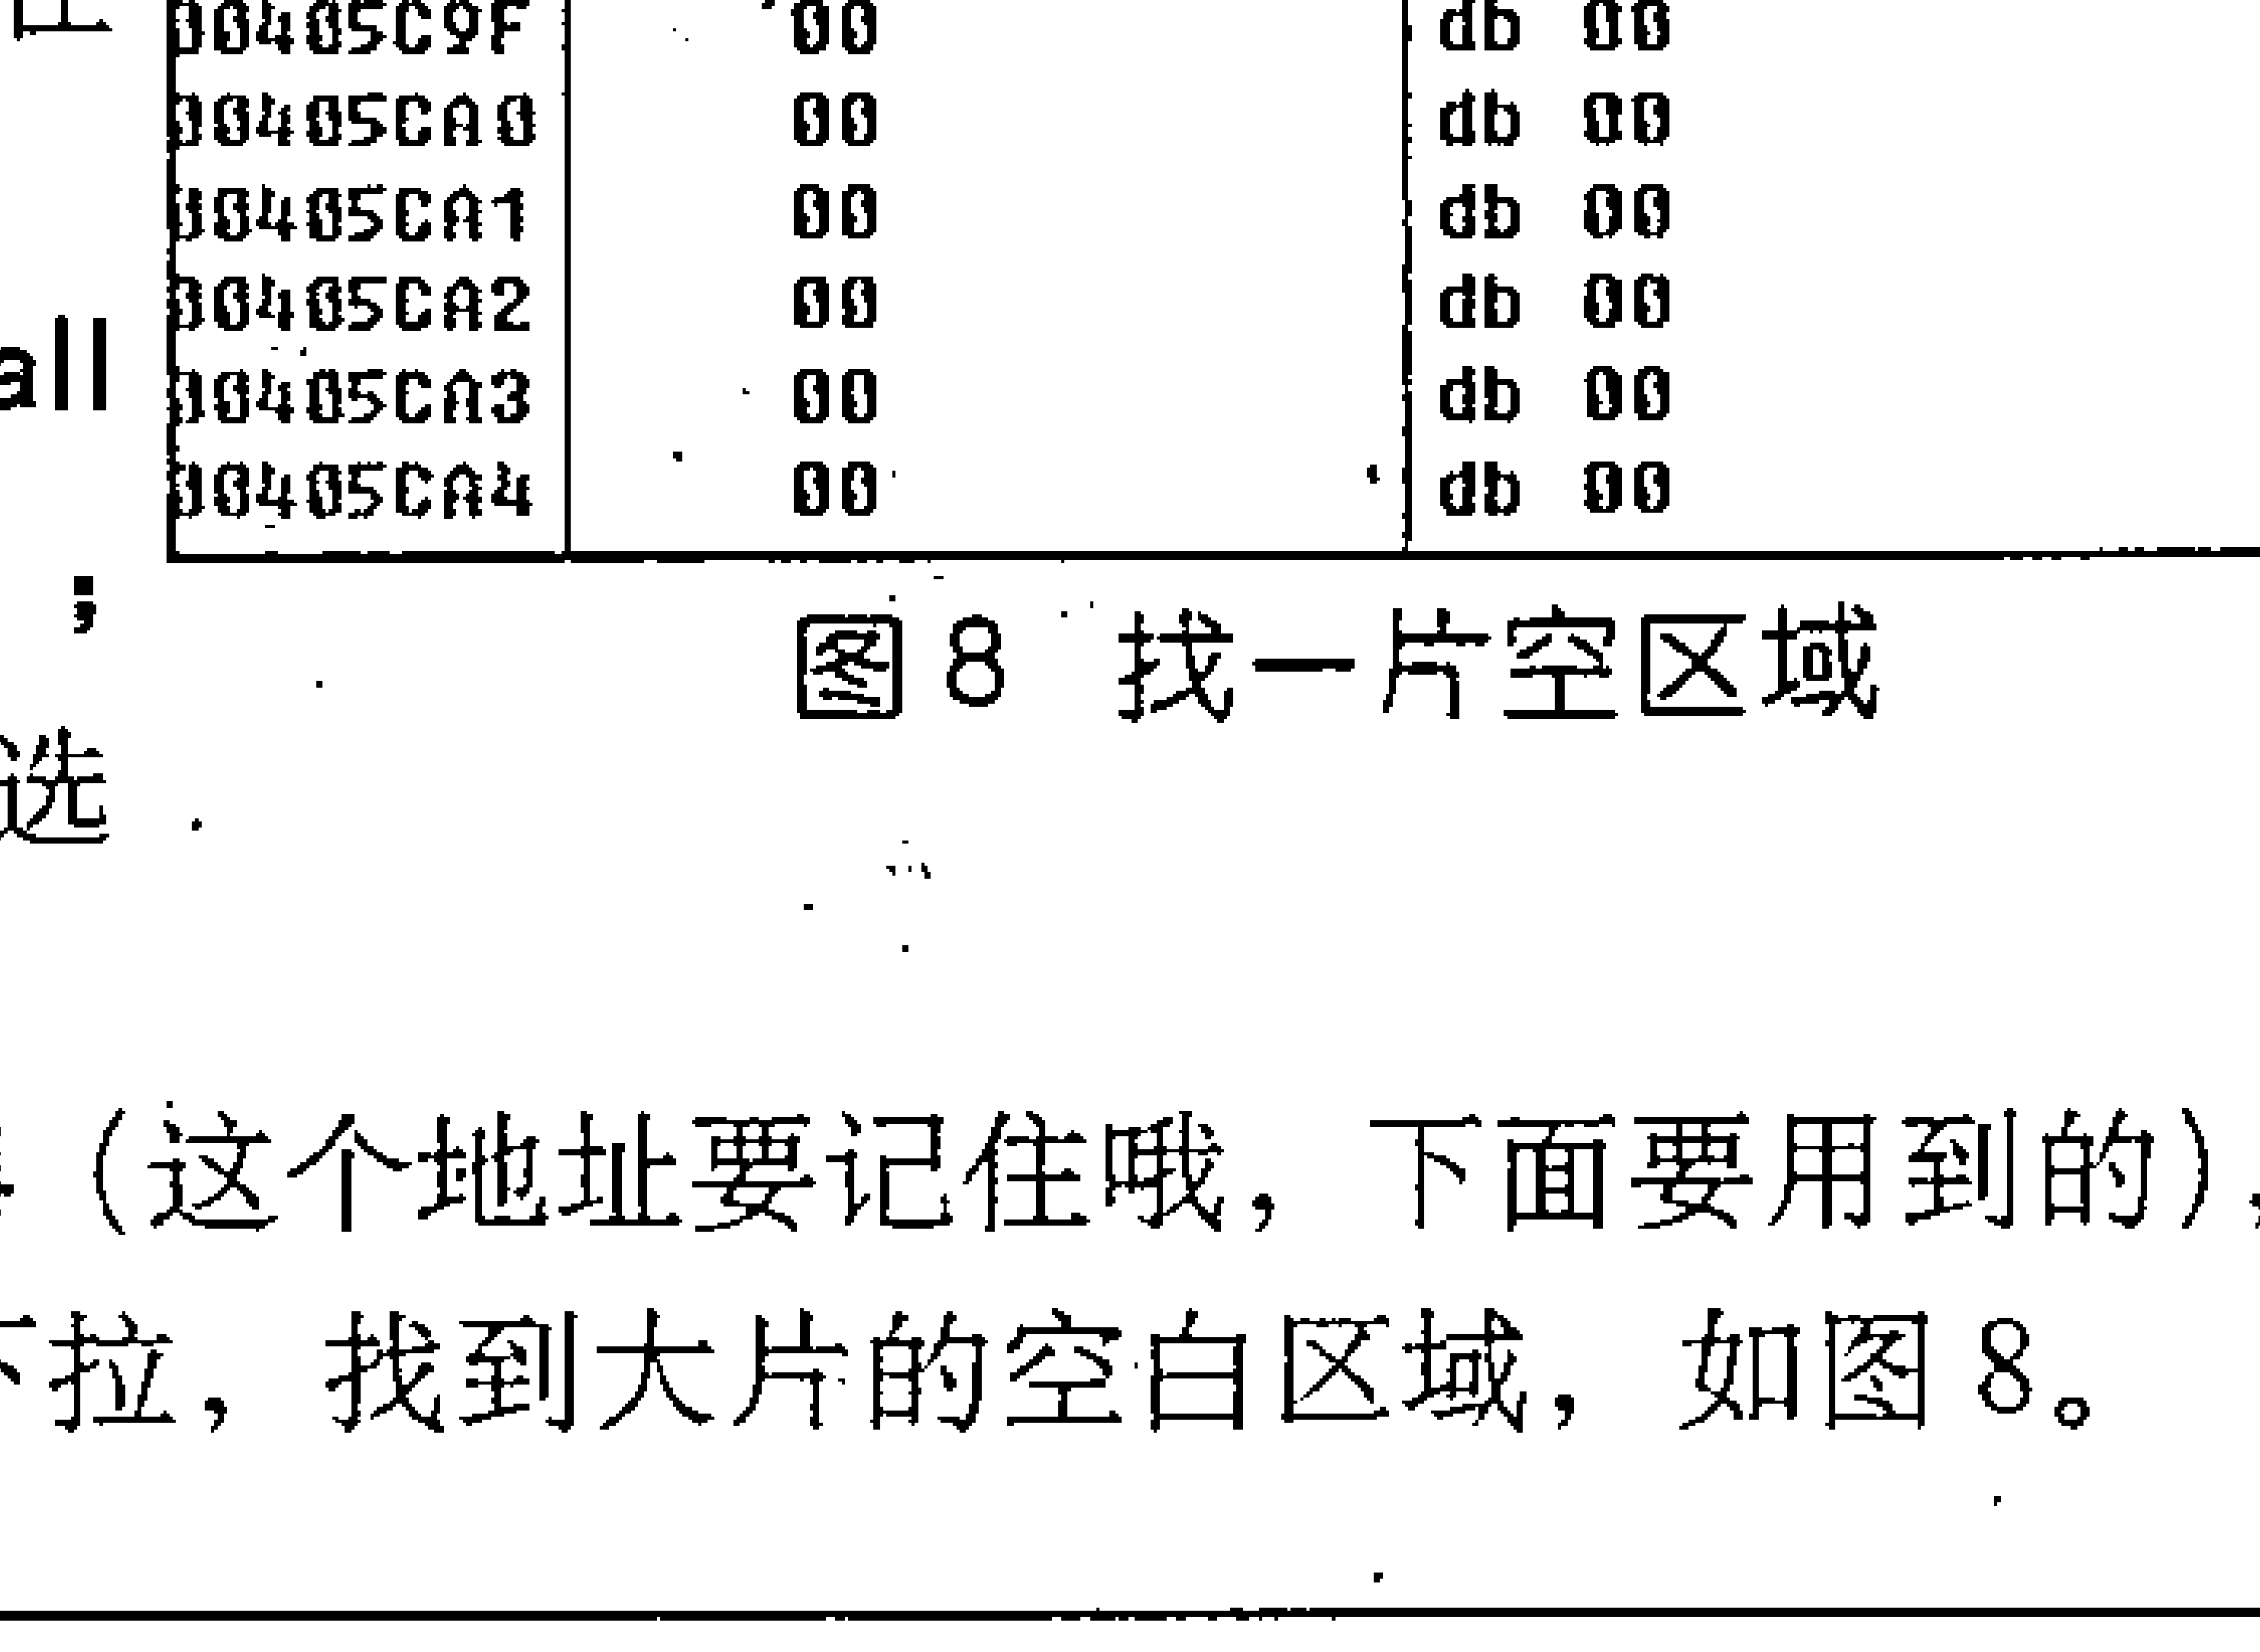 00405C9F 00 db 00
00405CA0 00 db 00
00405CA1 00 db 00
00405CA2 00 db 00
all
00405CA3 00 db 00
00405CA4 00 db 00
;
图8 找一片空区域
选
(这个地址要记住哦，下面要用到的)，
下拉，找到大片的空白区域，如图8。